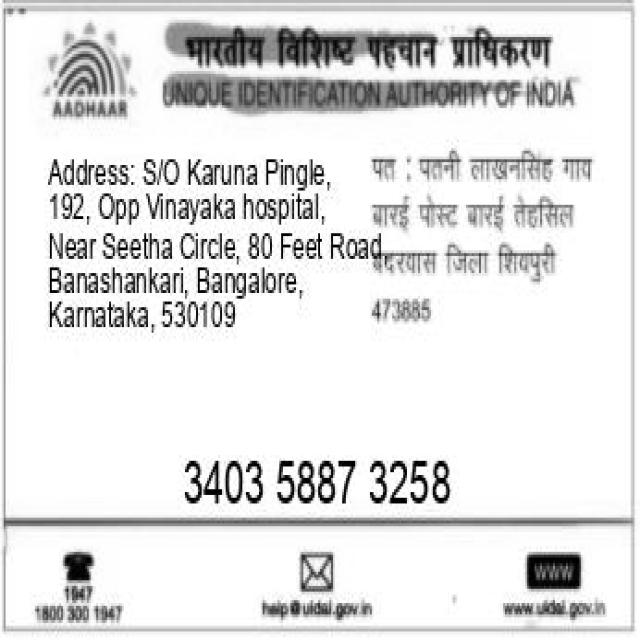 भारतीय विशिष्ट पहचान प्राधिकरण
AADHAAR
UNIQUE IDENTIFICATION AUTHORITY OF INDIA
Address: S/O Karuna Pingle,
192, Opp Vinayaka hospital,
Near Seetha Circle, 80 Feet Road,
Banashankari, Bangalore,
Karnataka, 530109
पत : पतनी लाखनसिंह गाय
बारई पोस्ट बारई तेहसिल
बदरवास जिला शिवपुरी
473885
3403 5887 3258
1947
1800 300 1947
help@uidai.gov.in
WWW
www.uidai.gov.in